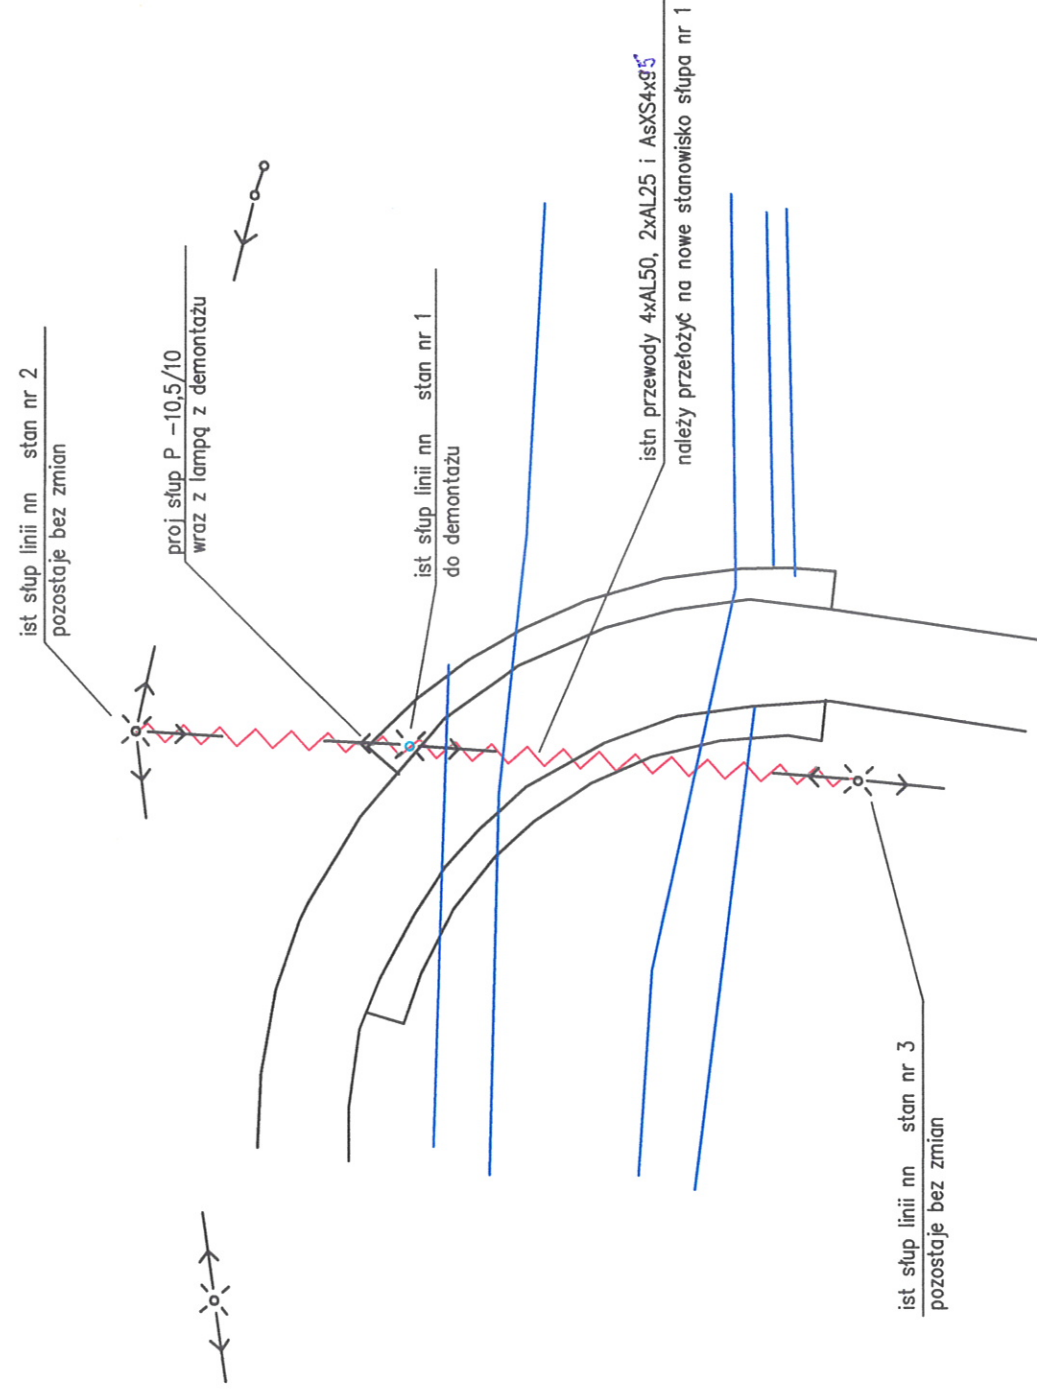 ist słup linii nn stan nr 2
pozostaje bez zmian
proj słup P -10,5/10
wraz z lampą z demontażu
ist słup linii nn stan nr 1
do demontażu
istn przewody 4xAL50, 2xAL25 i AsXS4x95
należy przełożyć na nowe stanowisko słupa nr 1
ist słup linii nn stan nr 3
pozostaje bez zmian